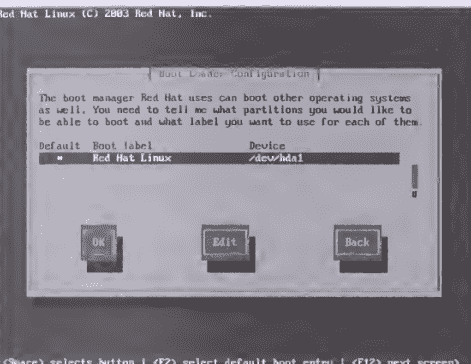 Red Hat Linux (C) 2003 Red Hat, Inc.
Boot Loader Configuration
The boot manager Red Hat uses can boot other operating systems
as well. You need to tell me what partitions you would like to
be able to boot and what label you want to use for each of them.
Default Boot label Device
* Red Hat Linux /dev/hda1
OK Edit Back
<Space> selects button | <F2> select default boot entry | <F12> next screen>